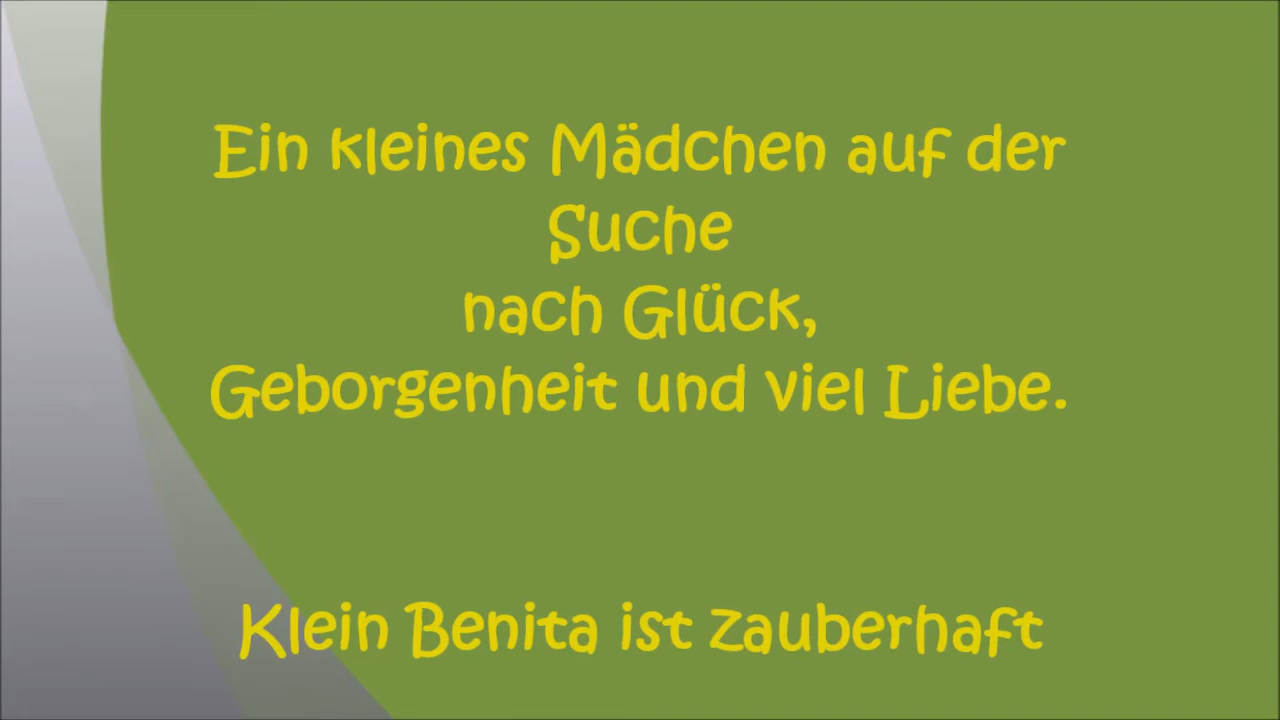 Ein kleines Mädchen auf der
Suche
nach Glück,
Geborgenheit und viel Liebe.
Klein Benita ist zauberhaft